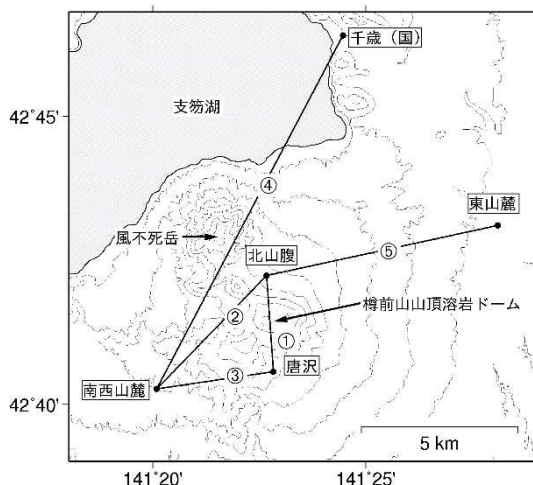 千歳（国）
42°45'
支笏湖
④
東山麓
風不死岳
北山腹
⑤
樽前山山頂溶岩ドーム
②
①
③
唐沢
南西山麓
42°40'
5 km
141°20'
141°25'